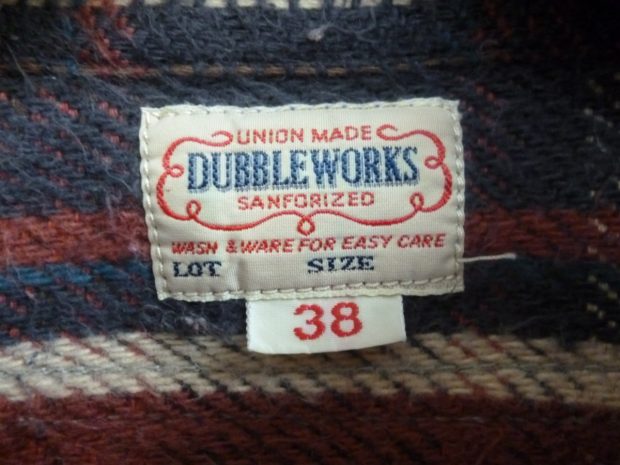 UNION MADE
DUBBLEWORKS
SANFORIZED
WASH & WARE FOR EASY CARE
LOT SIZE
38